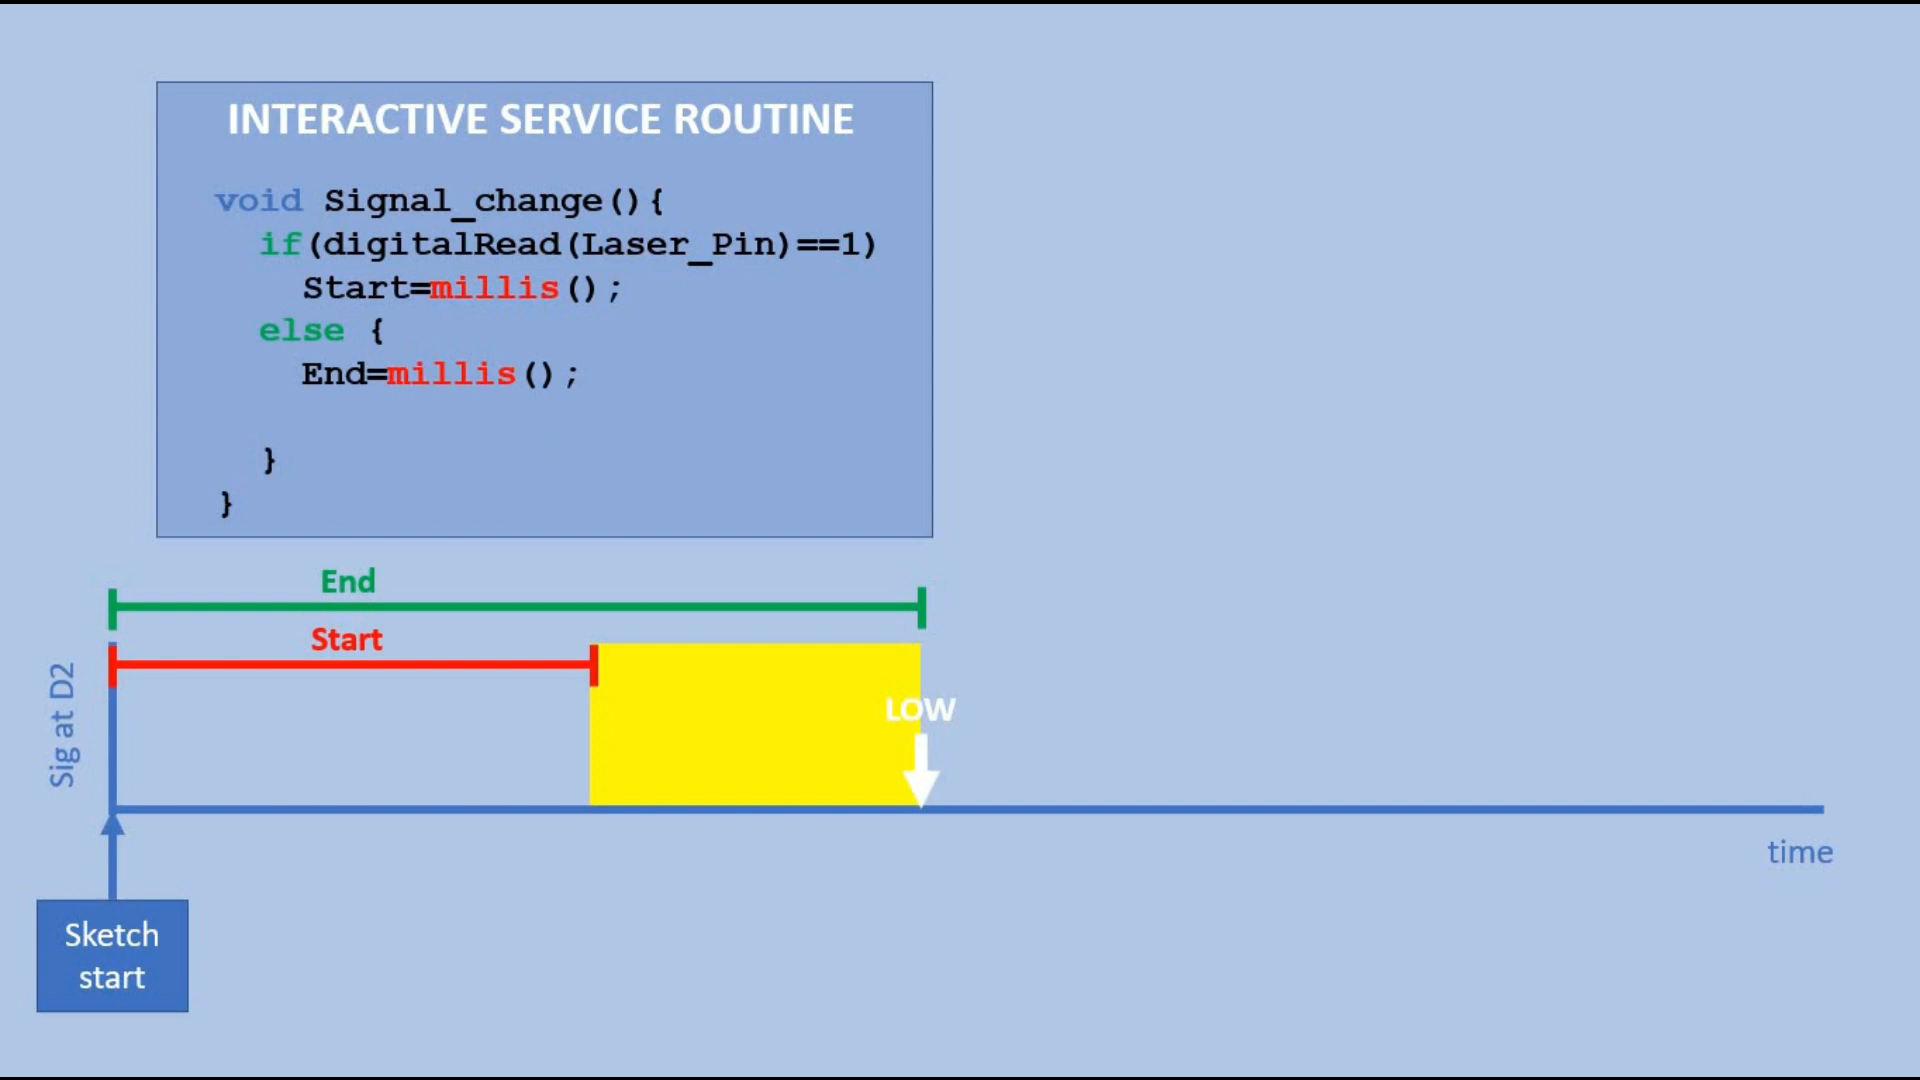 INTERACTIVE SERVICE ROUTINE
void Signal_change(){
if(digitalRead(Laser_Pin)==1)
Start=millis();
else {
End=millis();
}
}
End
Start
Sig at D2
LOW
time
Sketch
start